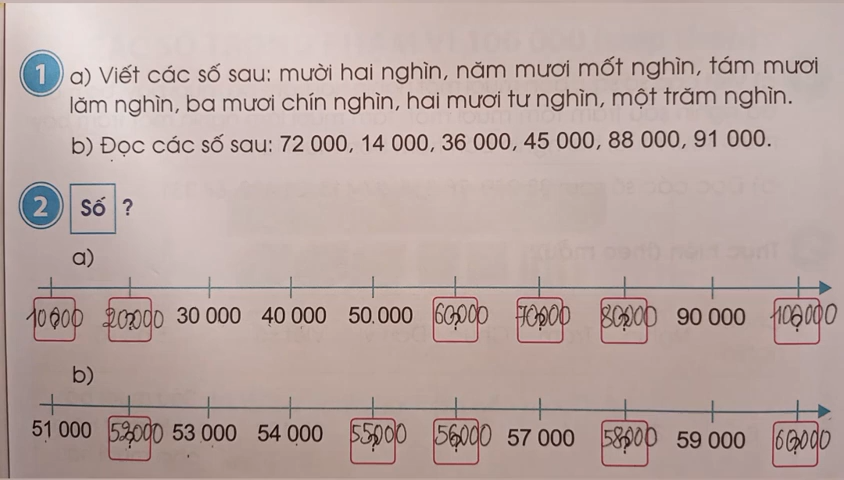 1 a) Viết các số sau: mười hai nghìn, năm mươi mốt nghìn, tám mươi
lăm nghìn, ba mươi chín nghìn, hai mươi tư nghìn, một trăm nghìn.
b) Đọc các số sau: 72 000, 14 000, 36 000, 45 000, 88 000, 91 000.
2 Số ?
a)
10000 20000 30 000 40 000 50 000 60000 70000 80000 90 000 100000
b)
51 000 52000 53 000 54 000 55000 56000 57 000 58000 59 000 60000